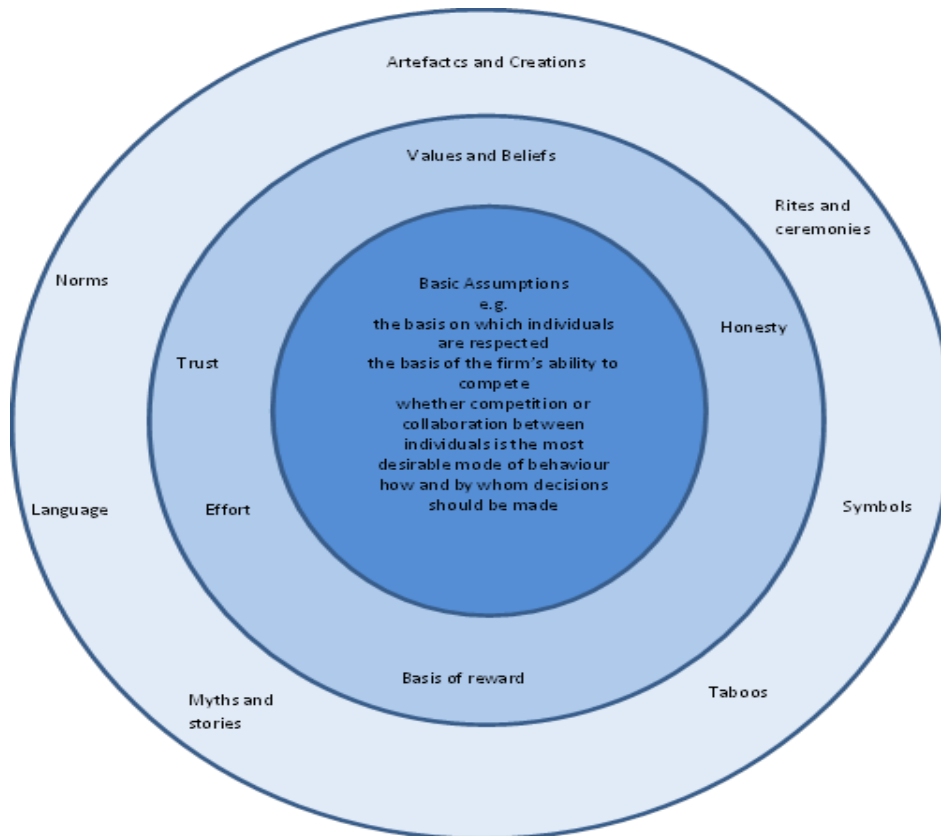 Artefactcs and Creations
Values and Beliefs
Rites and
ceremonies
Norms
Basic Assumptions
e.g.
the basis on which individuals
are respected
the basis of the firm's ability to
compete
whether competition or
collaboration between
individuals is the most
desirable mode of behaviour
how and by whom decisions
should be made
Honesty
Trust
Language
Effort
Symbols
Basis of reward
Taboos
Myths and
stories